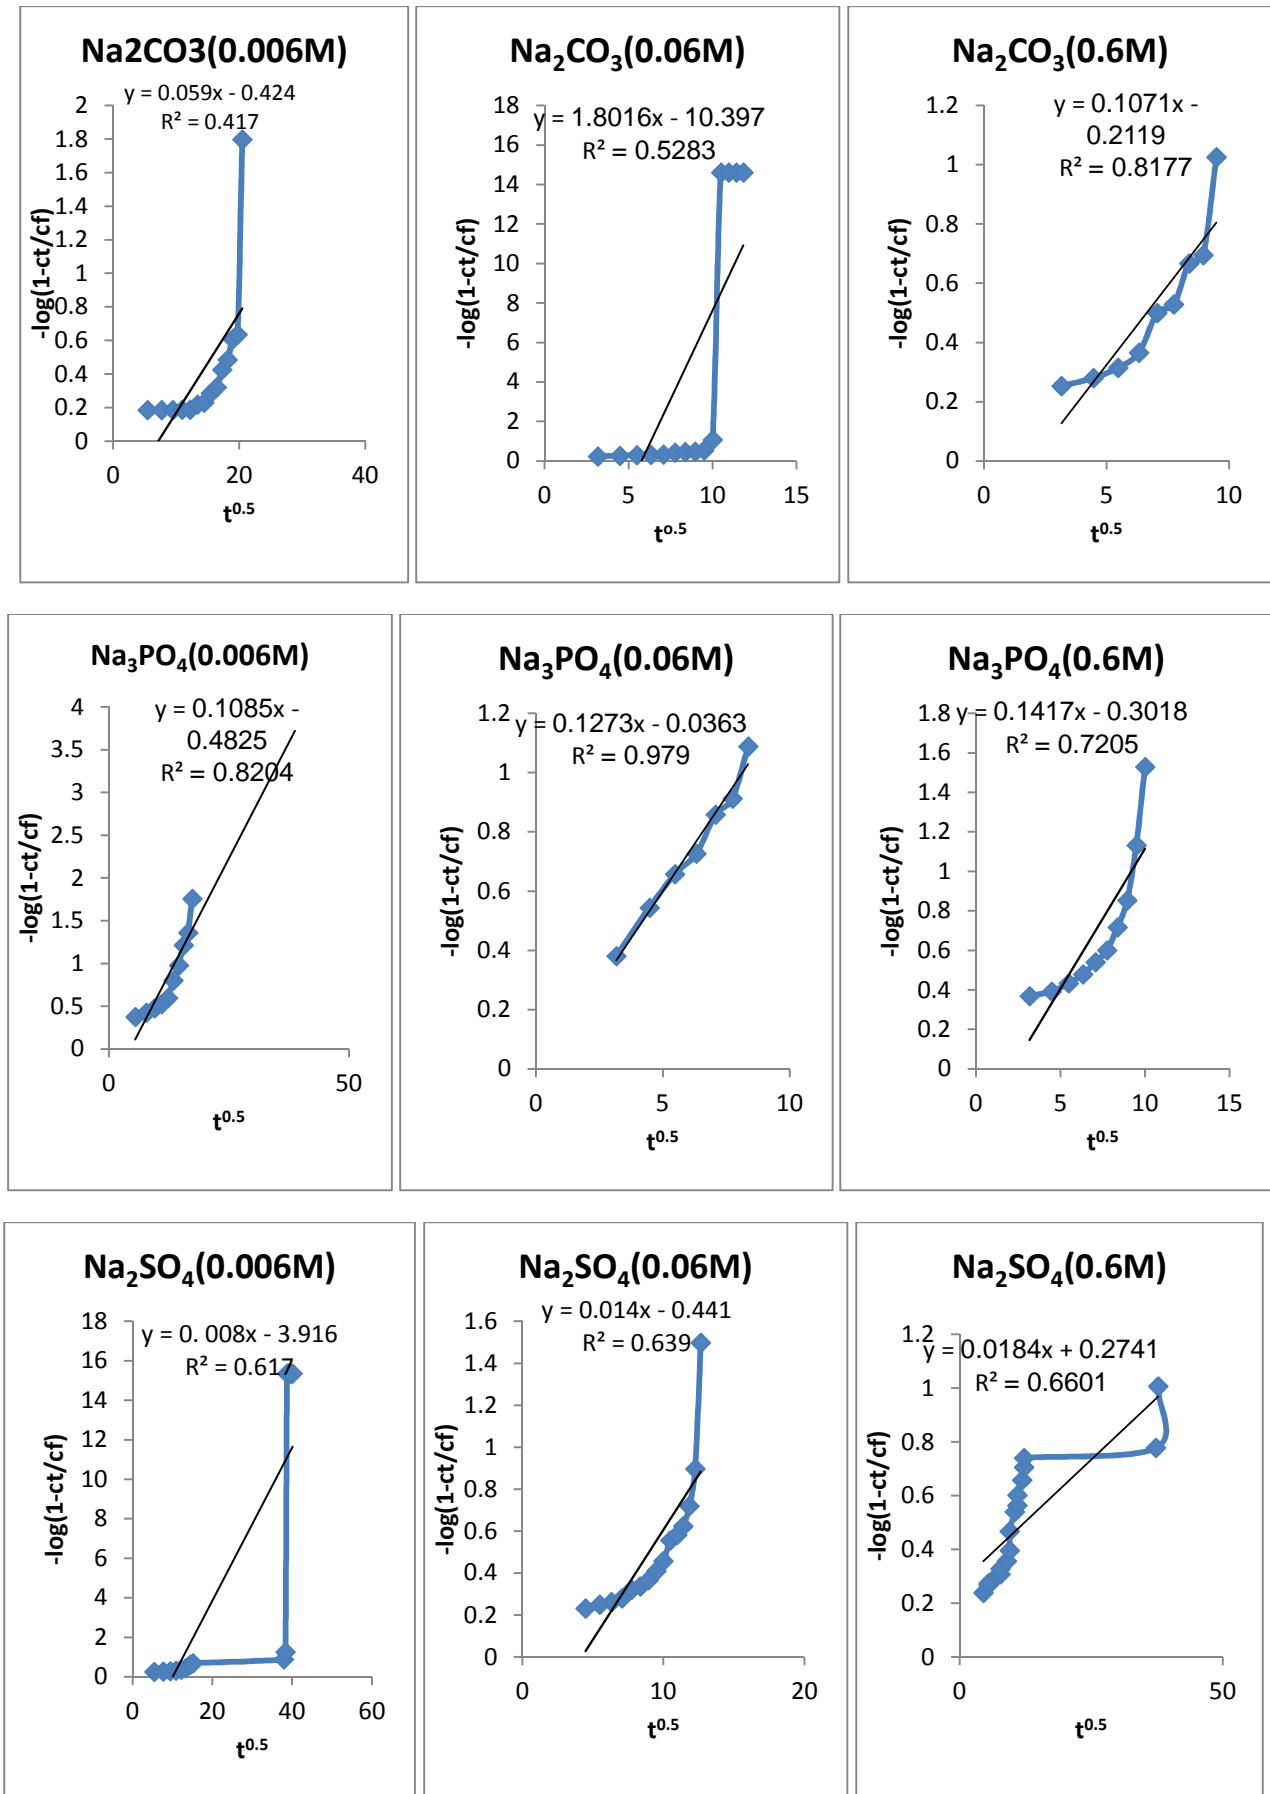 Na2CO3(0.006M)
y = 0.059x - 0.424
R² = 0.417
2
1.8
1.6
1.4
1.2
1
0.8
0.6
0.4
0.2
0
-log(1-ct/cf)
0 20 40
t^0.5
Na₂CO₃(0.06M)
y = 1.8016x - 10.397
R² = 0.5283
18
16
14
12
10
8
6
4
2
0
-log(1-ct/cf)
0 5 10 15
t^o.5
Na₂CO₃(0.6M)
y = 0.1071x -
0.2119
R² = 0.8177
1.2
1
0.8
0.6
0.4
0.2
0
-log(1-ct/cf)
0 5 10
t^0.5
Na₃PO₄(0.006M)
y = 0.1085x -
0.4825
R² = 0.8204
4
3.5
3
2.5
2
1.5
1
0.5
0
-log(1-ct/cf)
0 50
t^0.5
Na₃PO₄(0.06M)
y = 0.1273x - 0.0363
R² = 0.979
1.2
1
0.8
0.6
0.4
0.2
0
-log(1-ct/cf)
0 5 10
t^0.5
Na₃PO₄(0.6M)
y = 0.1417x - 0.3018
R² = 0.7205
1.8
1.6
1.4
1.2
1
0.8
0.6
0.4
0.2
0
-log(1-ct/cf)
0 5 10 15
t^0.5
Na₂SO₄(0.006M)
y = 0. 008x - 3.916
R² = 0.617
18
16
14
12
10
8
6
4
2
0
-log(1-ct/cf)
0 20 40 60
t^0.5
Na₂SO₄(0.06M)
y = 0.014x - 0.441
R² = 0.639
1.6
1.4
1.2
1
0.8
0.6
0.4
0.2
0
-log(1-ct/cf)
0 10 20
t^0.5
Na₂SO₄(0.6M)
y = 0.0184x + 0.2741
R² = 0.6601
1.2
1
0.8
0.6
0.4
0.2
0
-log(1-ct/cf)
0 50
t^0.5